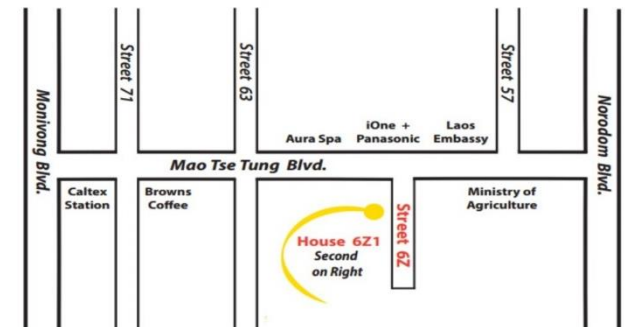 Street 71
Street 63
Street 57
Monivong Blvd.
Norodom Blvd.
Aura Spa
iOne +
Panasonic
Laos
Embassy
Mao Tse Tung Blvd.
Caltex
Station
Browns
Coffee
Ministry of
Agriculture
Street 6Z
House 6Z1
Second
on Right